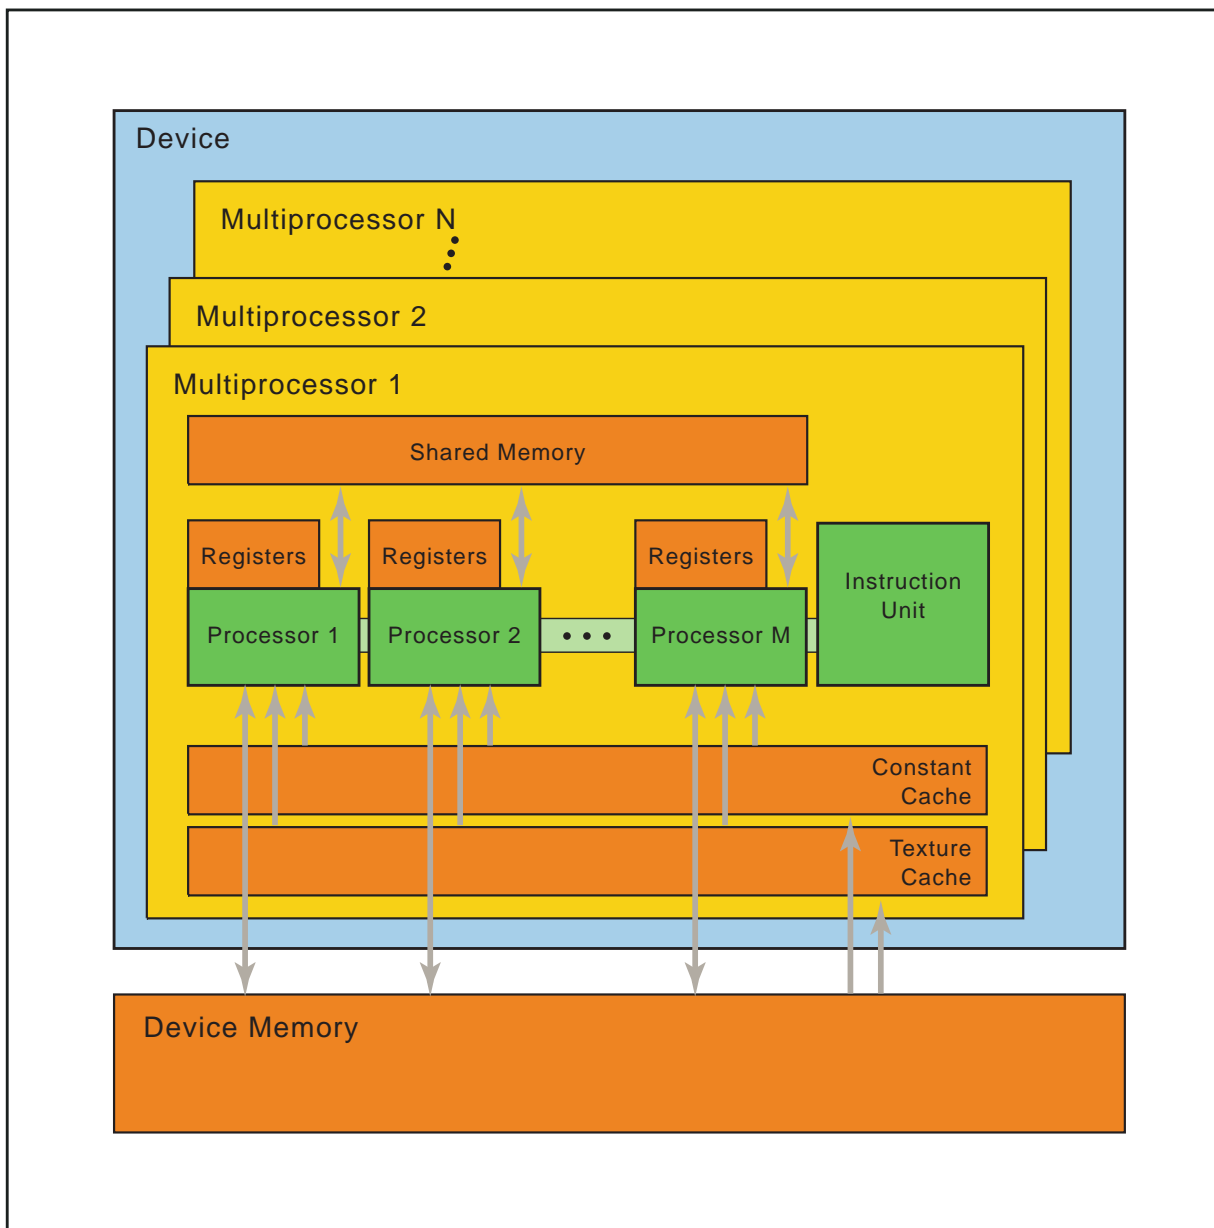 Device
Multiprocessor N
Multiprocessor 2
Multiprocessor 1
Shared Memory
Registers
Registers
Registers
Instruction
Unit
Processor 1
Processor 2
Processor M
Constant
Cache
Texture
Cache
Device Memory